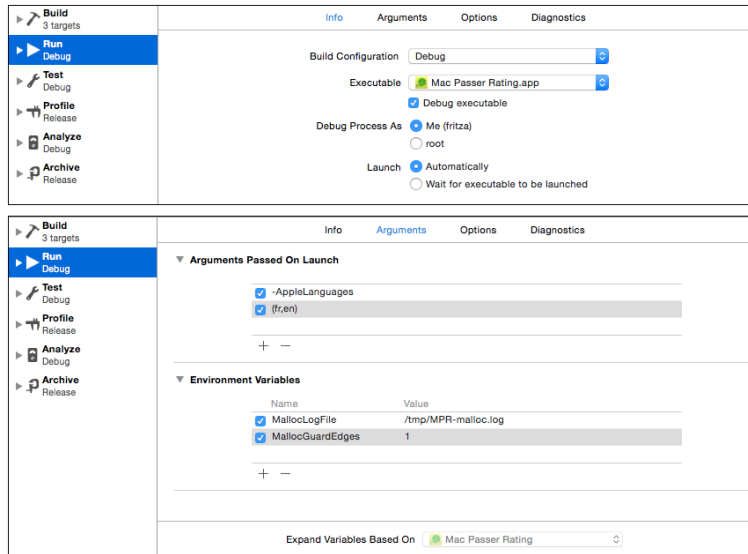 Build
3 targets
Run
Debug
Test
Debug
Profile
Release
Analyze
Debug
Archive
Release
Info Arguments Options Diagnostics
Build Configuration Debug
Executable Mac Passer Rating.app
Debug executable
Debug Process As Me (fritza)
root
Launch Automatically
Wait for executable to be launched
Build
3 targets
Run
Debug
Test
Debug
Profile
Release
Analyze
Debug
Archive
Release
Info Arguments Options Diagnostics
Arguments Passed On Launch
-AppleLanguages
(fr,en)
+ −
Environment Variables
Name Value
MallocLogFile /tmp/MPR-malloc.log
MallocGuardEdges 1
+ −
Expand Variables Based On Mac Passer Rating